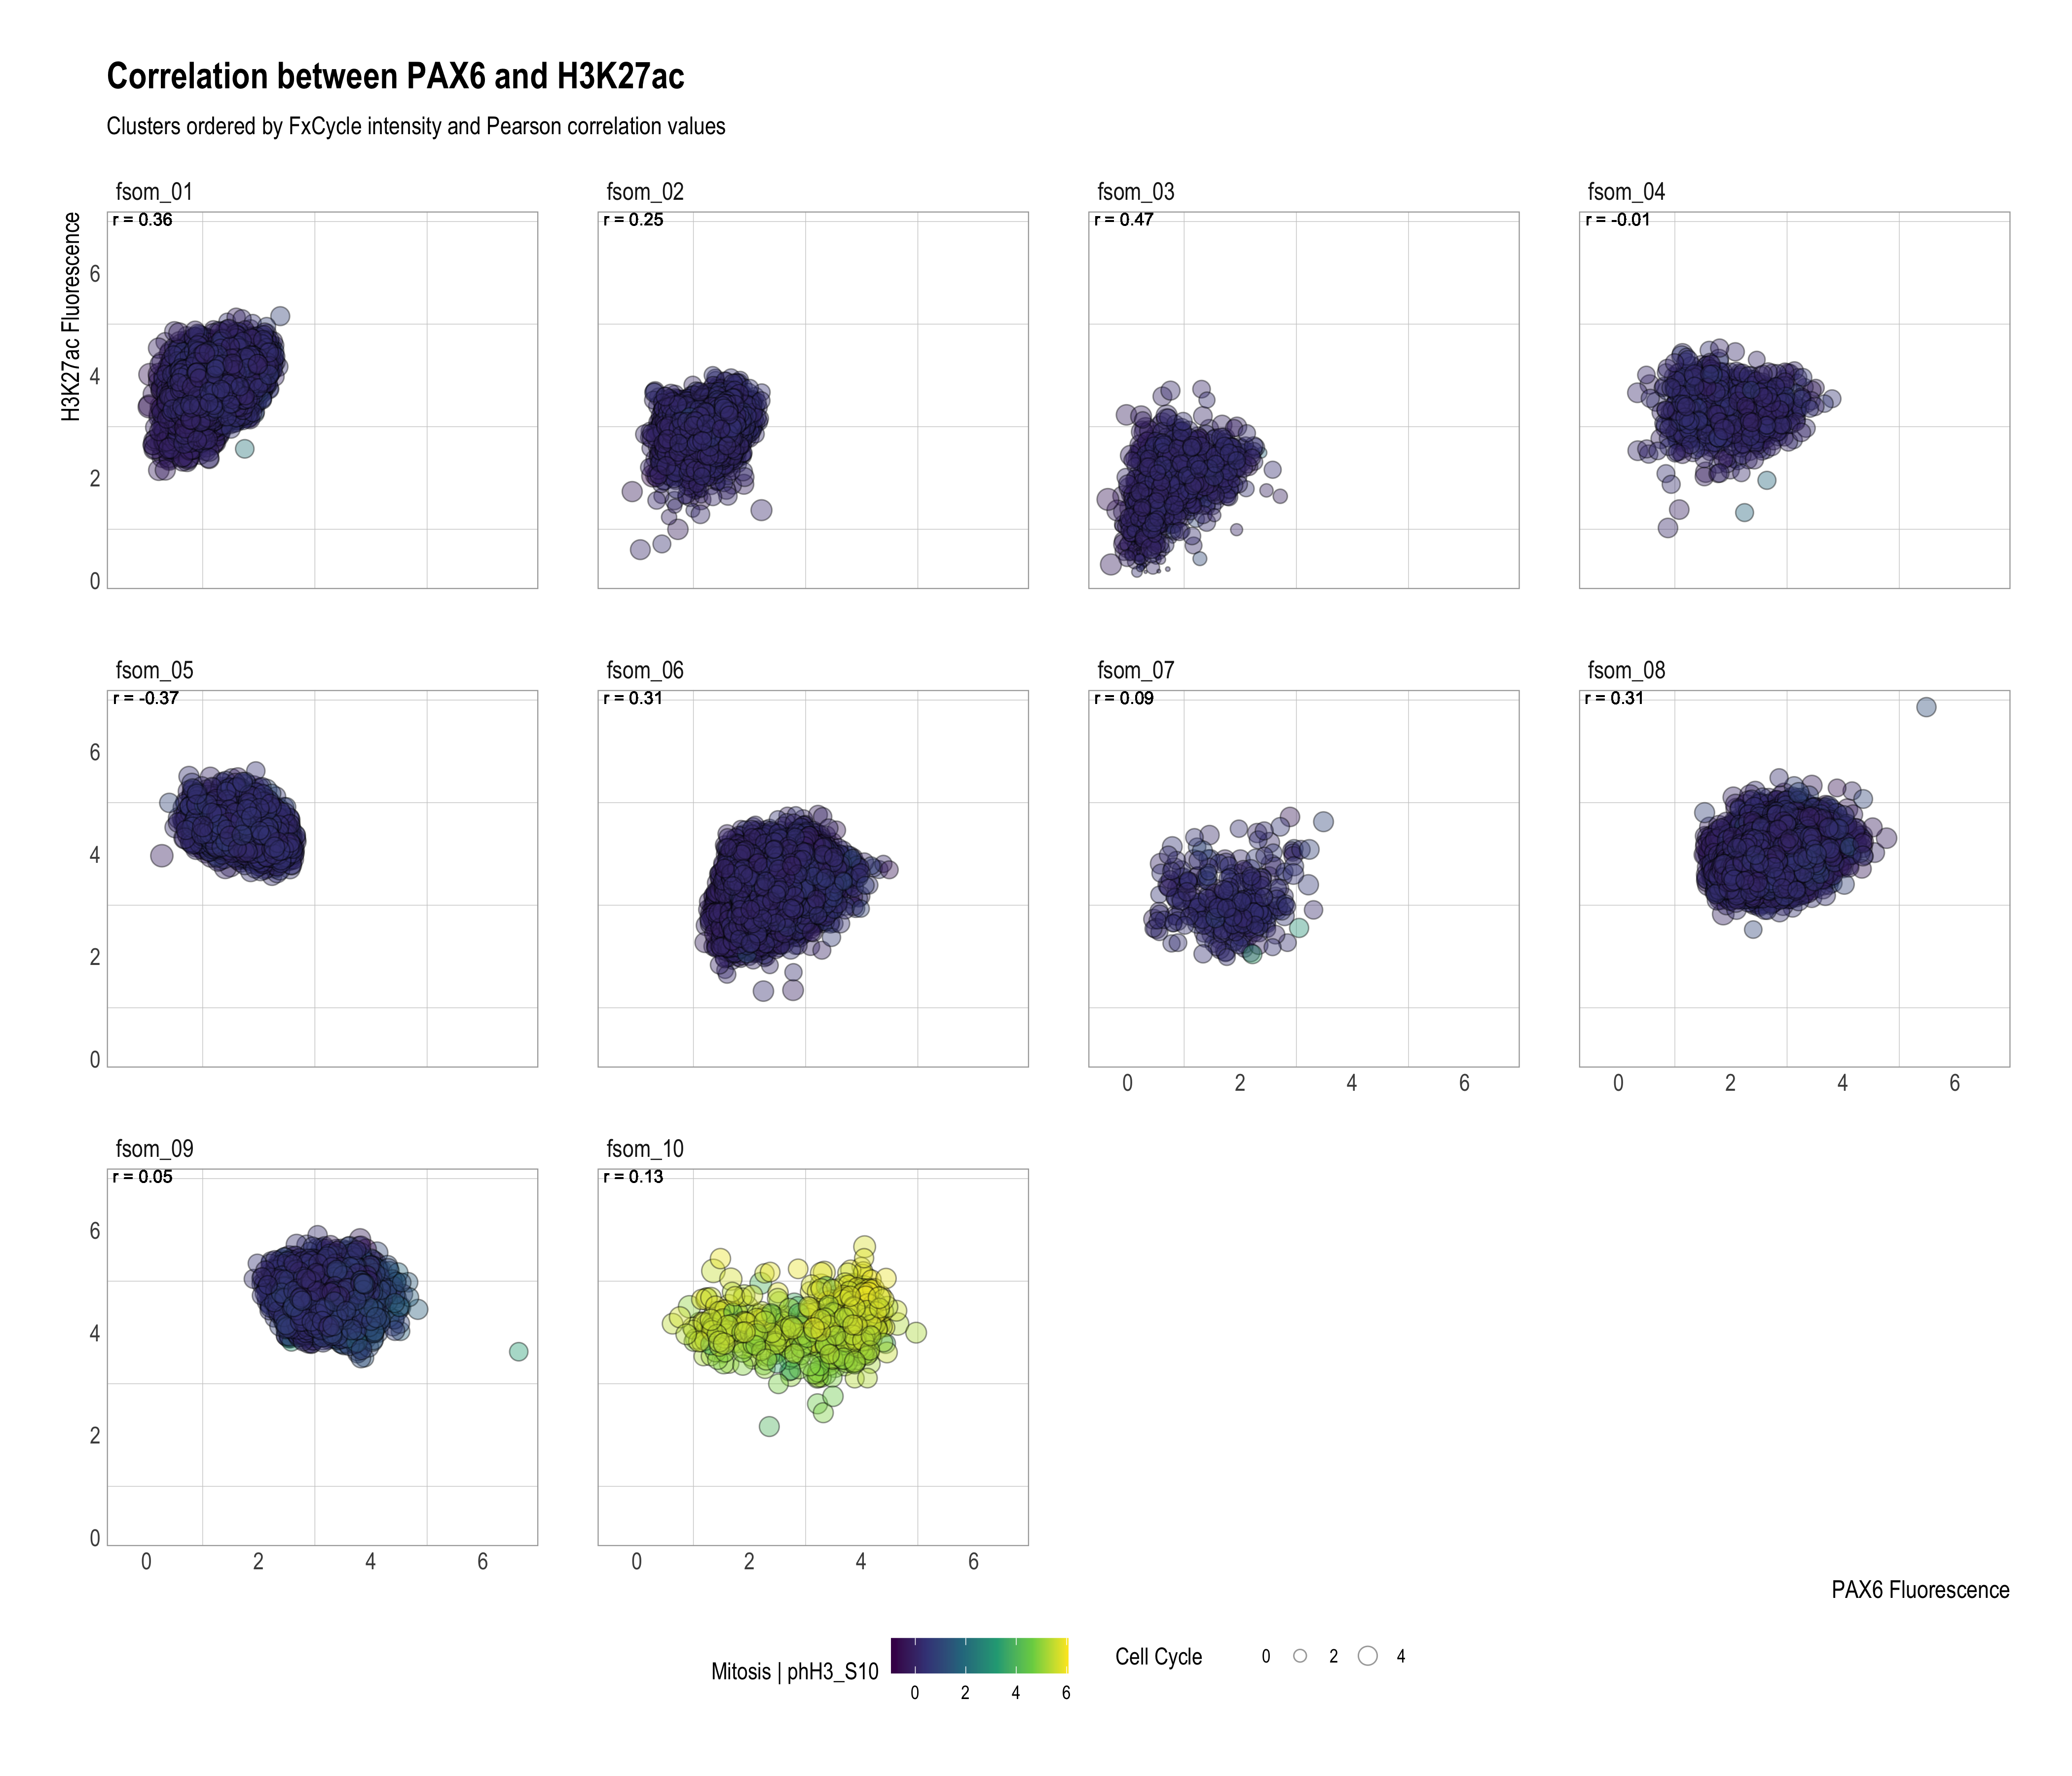 Correlation between PAX6 and H3K27ac
Clusters ordered by FxCycle intensity and Pearson correlation values
fsom_01
fsom_02
fsom_03
fsom_04
r = 0.36
r = 0.25
r = 0.47
r = -0.01
H3K27ac Fluorescence
6
4
2
0
fsom_05
fsom_06
fsom_07
fsom_08
r = -0.37
r = 0.31
r = 0.09
r = 0.31
6
4
2
0
0 2 4 6
0 2 4 6
fsom_09
fsom_10
r = 0.05
r = 0.13
6
4
2
0
0 2 4 6
0 2 4 6
PAX6 Fluorescence
Mitosis | phH3_S10
0 2 4 6
Cell Cycle
0 2 4